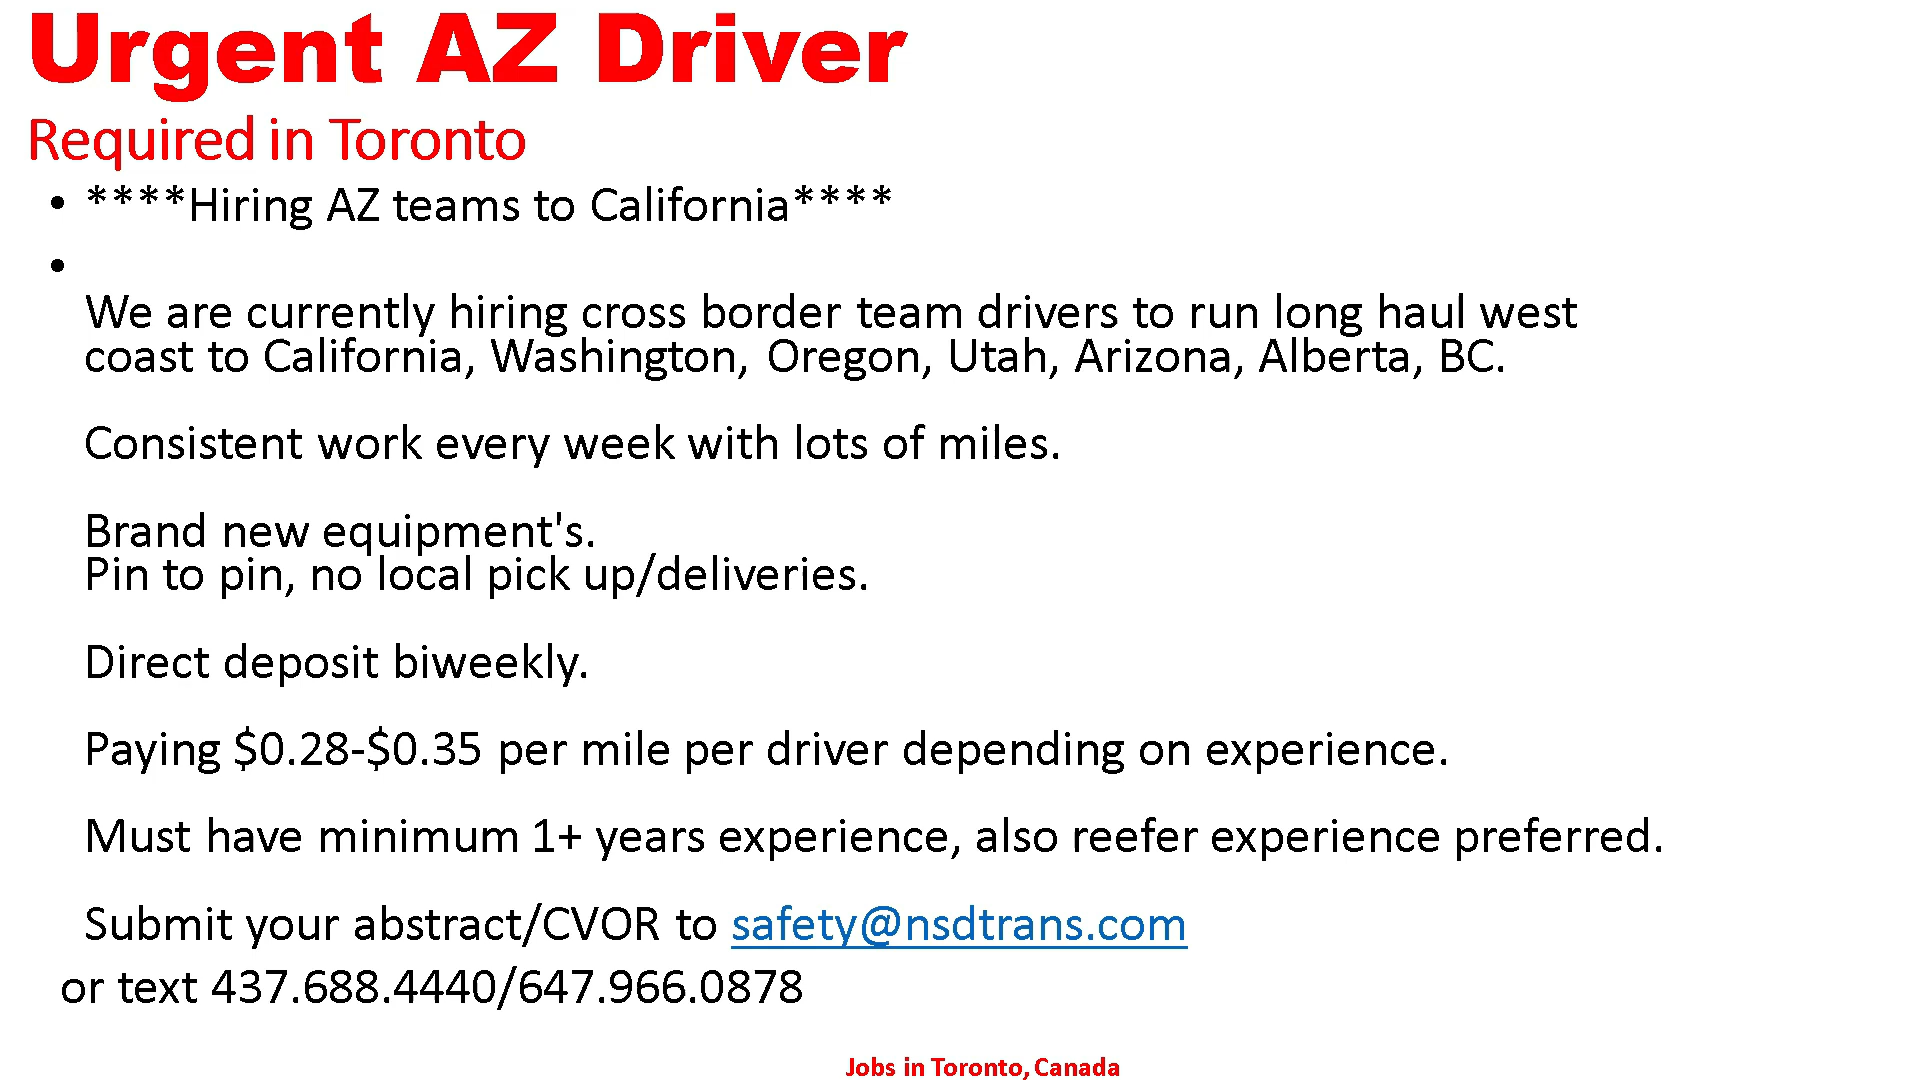 Urgent AZ Driver
Required in Toronto
• ****Hiring AZ teams to California****
•
We are currently hiring cross border team drivers to run long haul west
coast to California, Washington, Oregon, Utah, Arizona, Alberta, BC.
Consistent work every week with lots of miles.
Brand new equipment's.
Pin to pin, no local pick up/deliveries.
Direct deposit biweekly.
Paying $0.28-$0.35 per mile per driver depending on experience.
Must have minimum 1+ years experience, also reefer experience preferred.
Submit your abstract/CVOR to safety@nsdtrans.com
or text 437.688.4440/647.966.0878
Jobs in Toronto, Canada